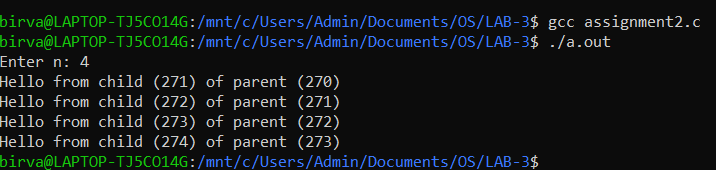 birva@LAPTOP-TJ5CO14G:/mnt/c/Users/Admin/Documents/OS/LAB-3$ gcc assignment2.c
birva@LAPTOP-TJ5CO14G:/mnt/c/Users/Admin/Documents/OS/LAB-3$ ./a.out
Enter n: 4
Hello from child (271) of parent (270)
Hello from child (272) of parent (271)
Hello from child (273) of parent (272)
Hello from child (274) of parent (273)
birva@LAPTOP-TJ5CO14G:/mnt/c/Users/Admin/Documents/OS/LAB-3$